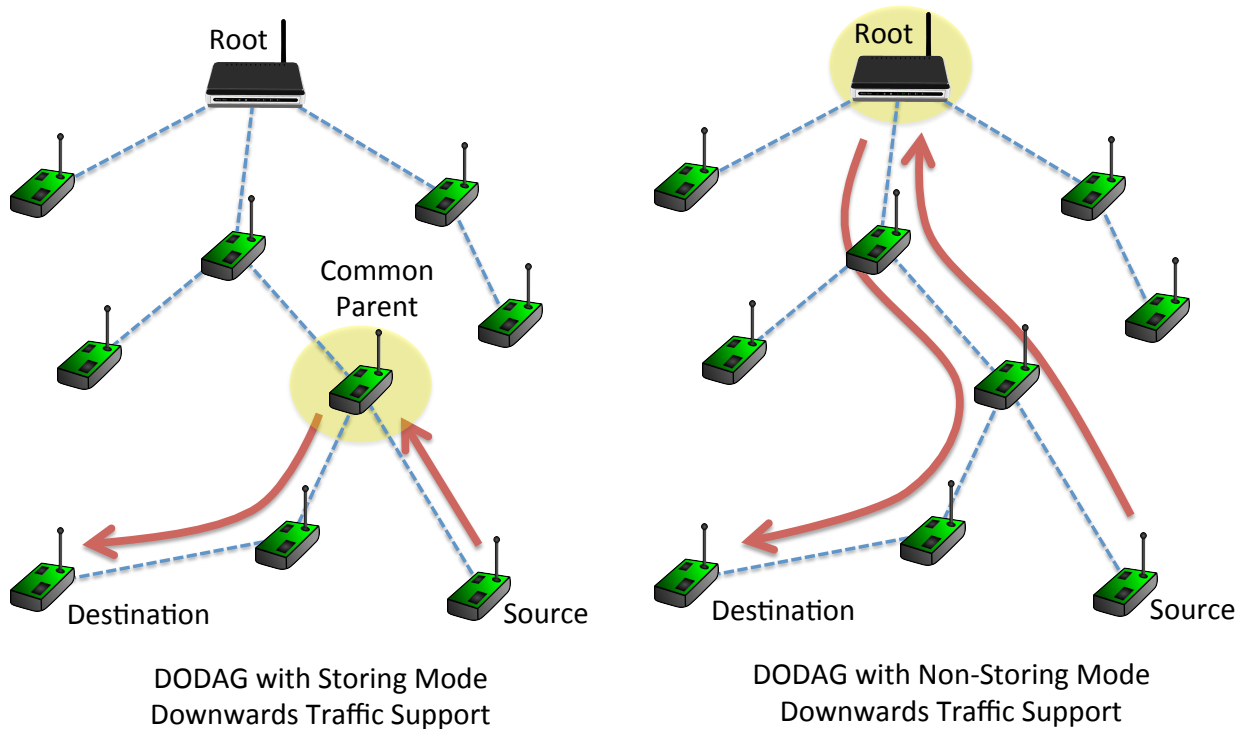 Root
Common
Parent
Destination
Source
DODAG with Storing Mode
Downwards Traffic Support
Root
Destination
Source
DODAG with Non-Storing Mode
Downwards Traffic Support